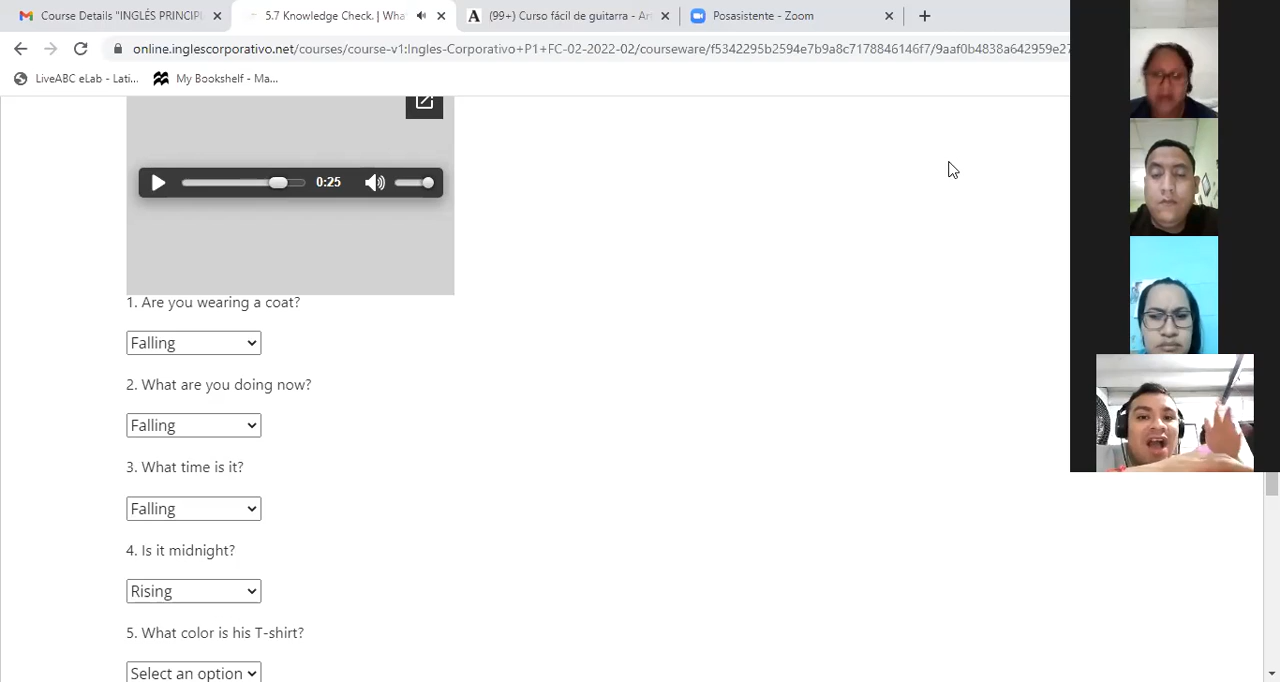 Course Details "INGLÉS PRINCIPI
5.7 Knowledge Check. | Wha
(99+) Curso fácil de guitarra - Ar
Posasistente - Zoom
online.inglescorporativo.net/courses/course-v1:Ingles-Corporativo+P1+FC-02-2022-02/courseware/f5342295b2594e7b9a8c7178846146f7/9aaf0b4838a642959e27
LiveABC eLab - Lati...
My Bookshelf - Ma...
0:25
1. Are you wearing a coat?
Falling
2. What are you doing now?
Falling
3. What time is it?
Falling
4. Is it midnight?
Rising
5. What color is his T-shirt?
Select an option